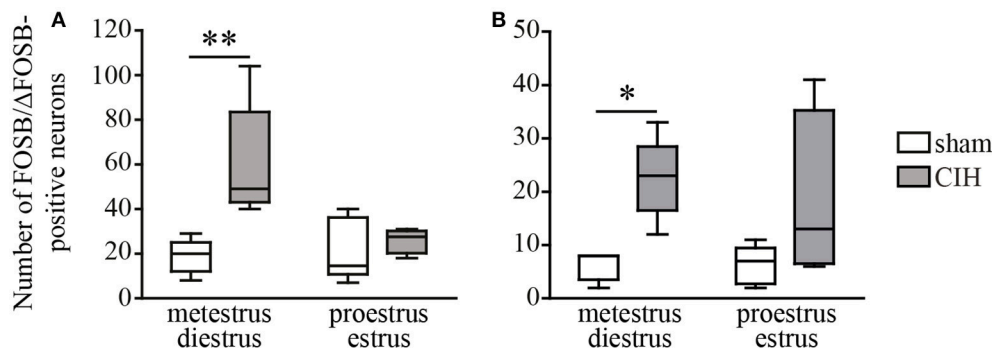 Number of FOSB/ΔFOSB-
positive neurons
A
120
100
80
60
40
20
0
**
metestrus
diestrus
proestrus
estrus
B
50
40
30
20
10
0
*
metestrus
diestrus
proestrus
estrus
sham
CIH